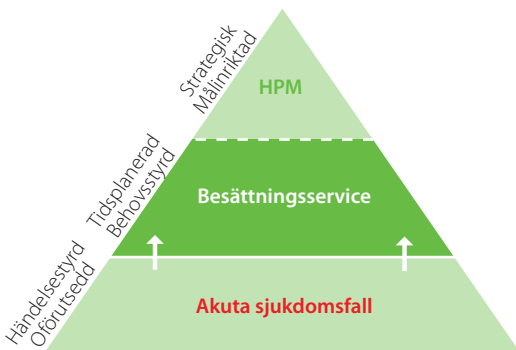 Strategisk
Målinriktad
HPM
Tidsplanerad
Behovsstyrd
Besättningsservice
Händelsestyrd
Oförutsedd
Akuta sjukdomsfall